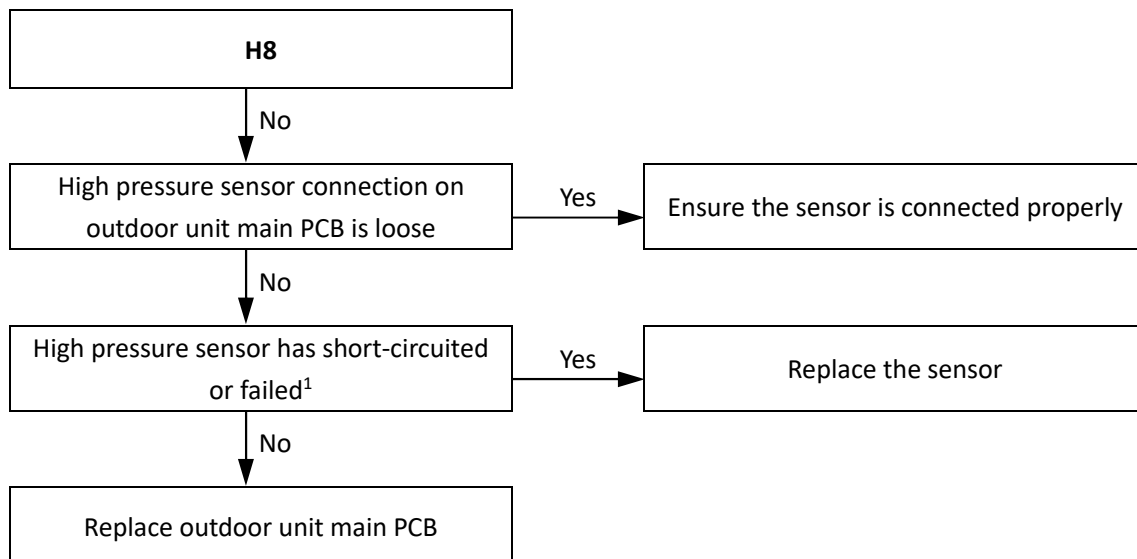 H8
No
High pressure sensor connection on
outdoor unit main PCB is loose
Yes
Ensure the sensor is connected properly
No
High pressure sensor has short-circuited
or failed¹
Yes
Replace the sensor
No
Replace outdoor unit main PCB